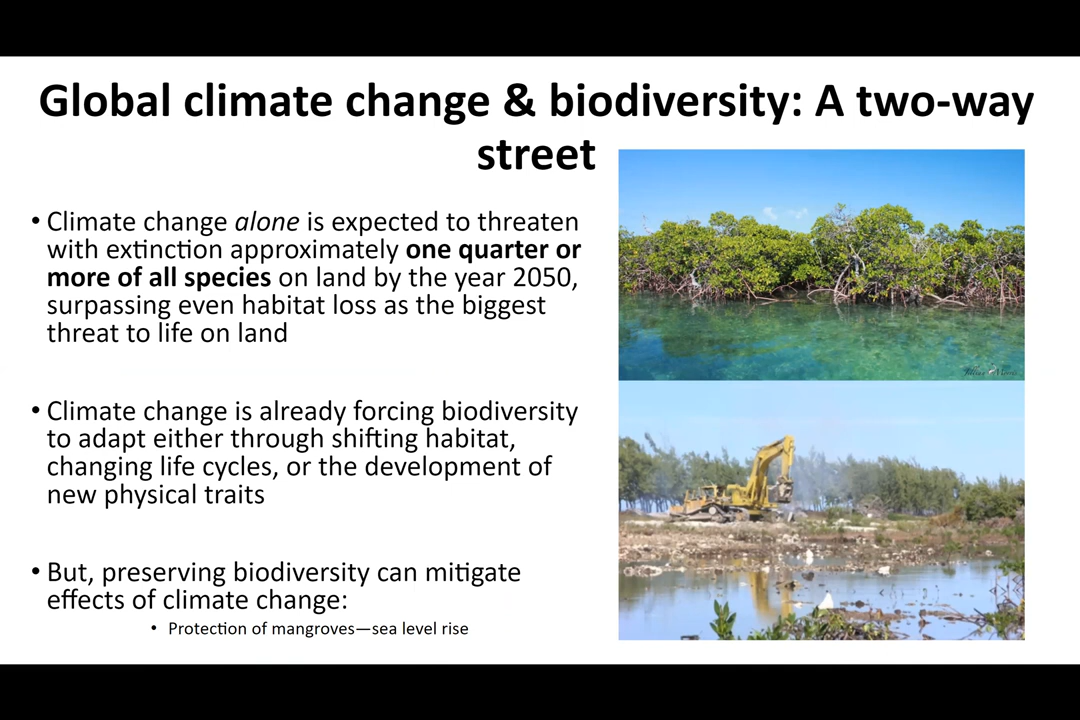 Global climate change & biodiversity: A two-way
street
• Climate change alone is expected to threaten
with extinction approximately one quarter or
more of all species on land by the year 2050,
surpassing even habitat loss as the biggest
threat to life on land
• Climate change is already forcing biodiversity
to adapt either through shifting habitat,
changing life cycles, or the development of
new physical traits
• But, preserving biodiversity can mitigate
effects of climate change:
• Protection of mangroves—sea level rise